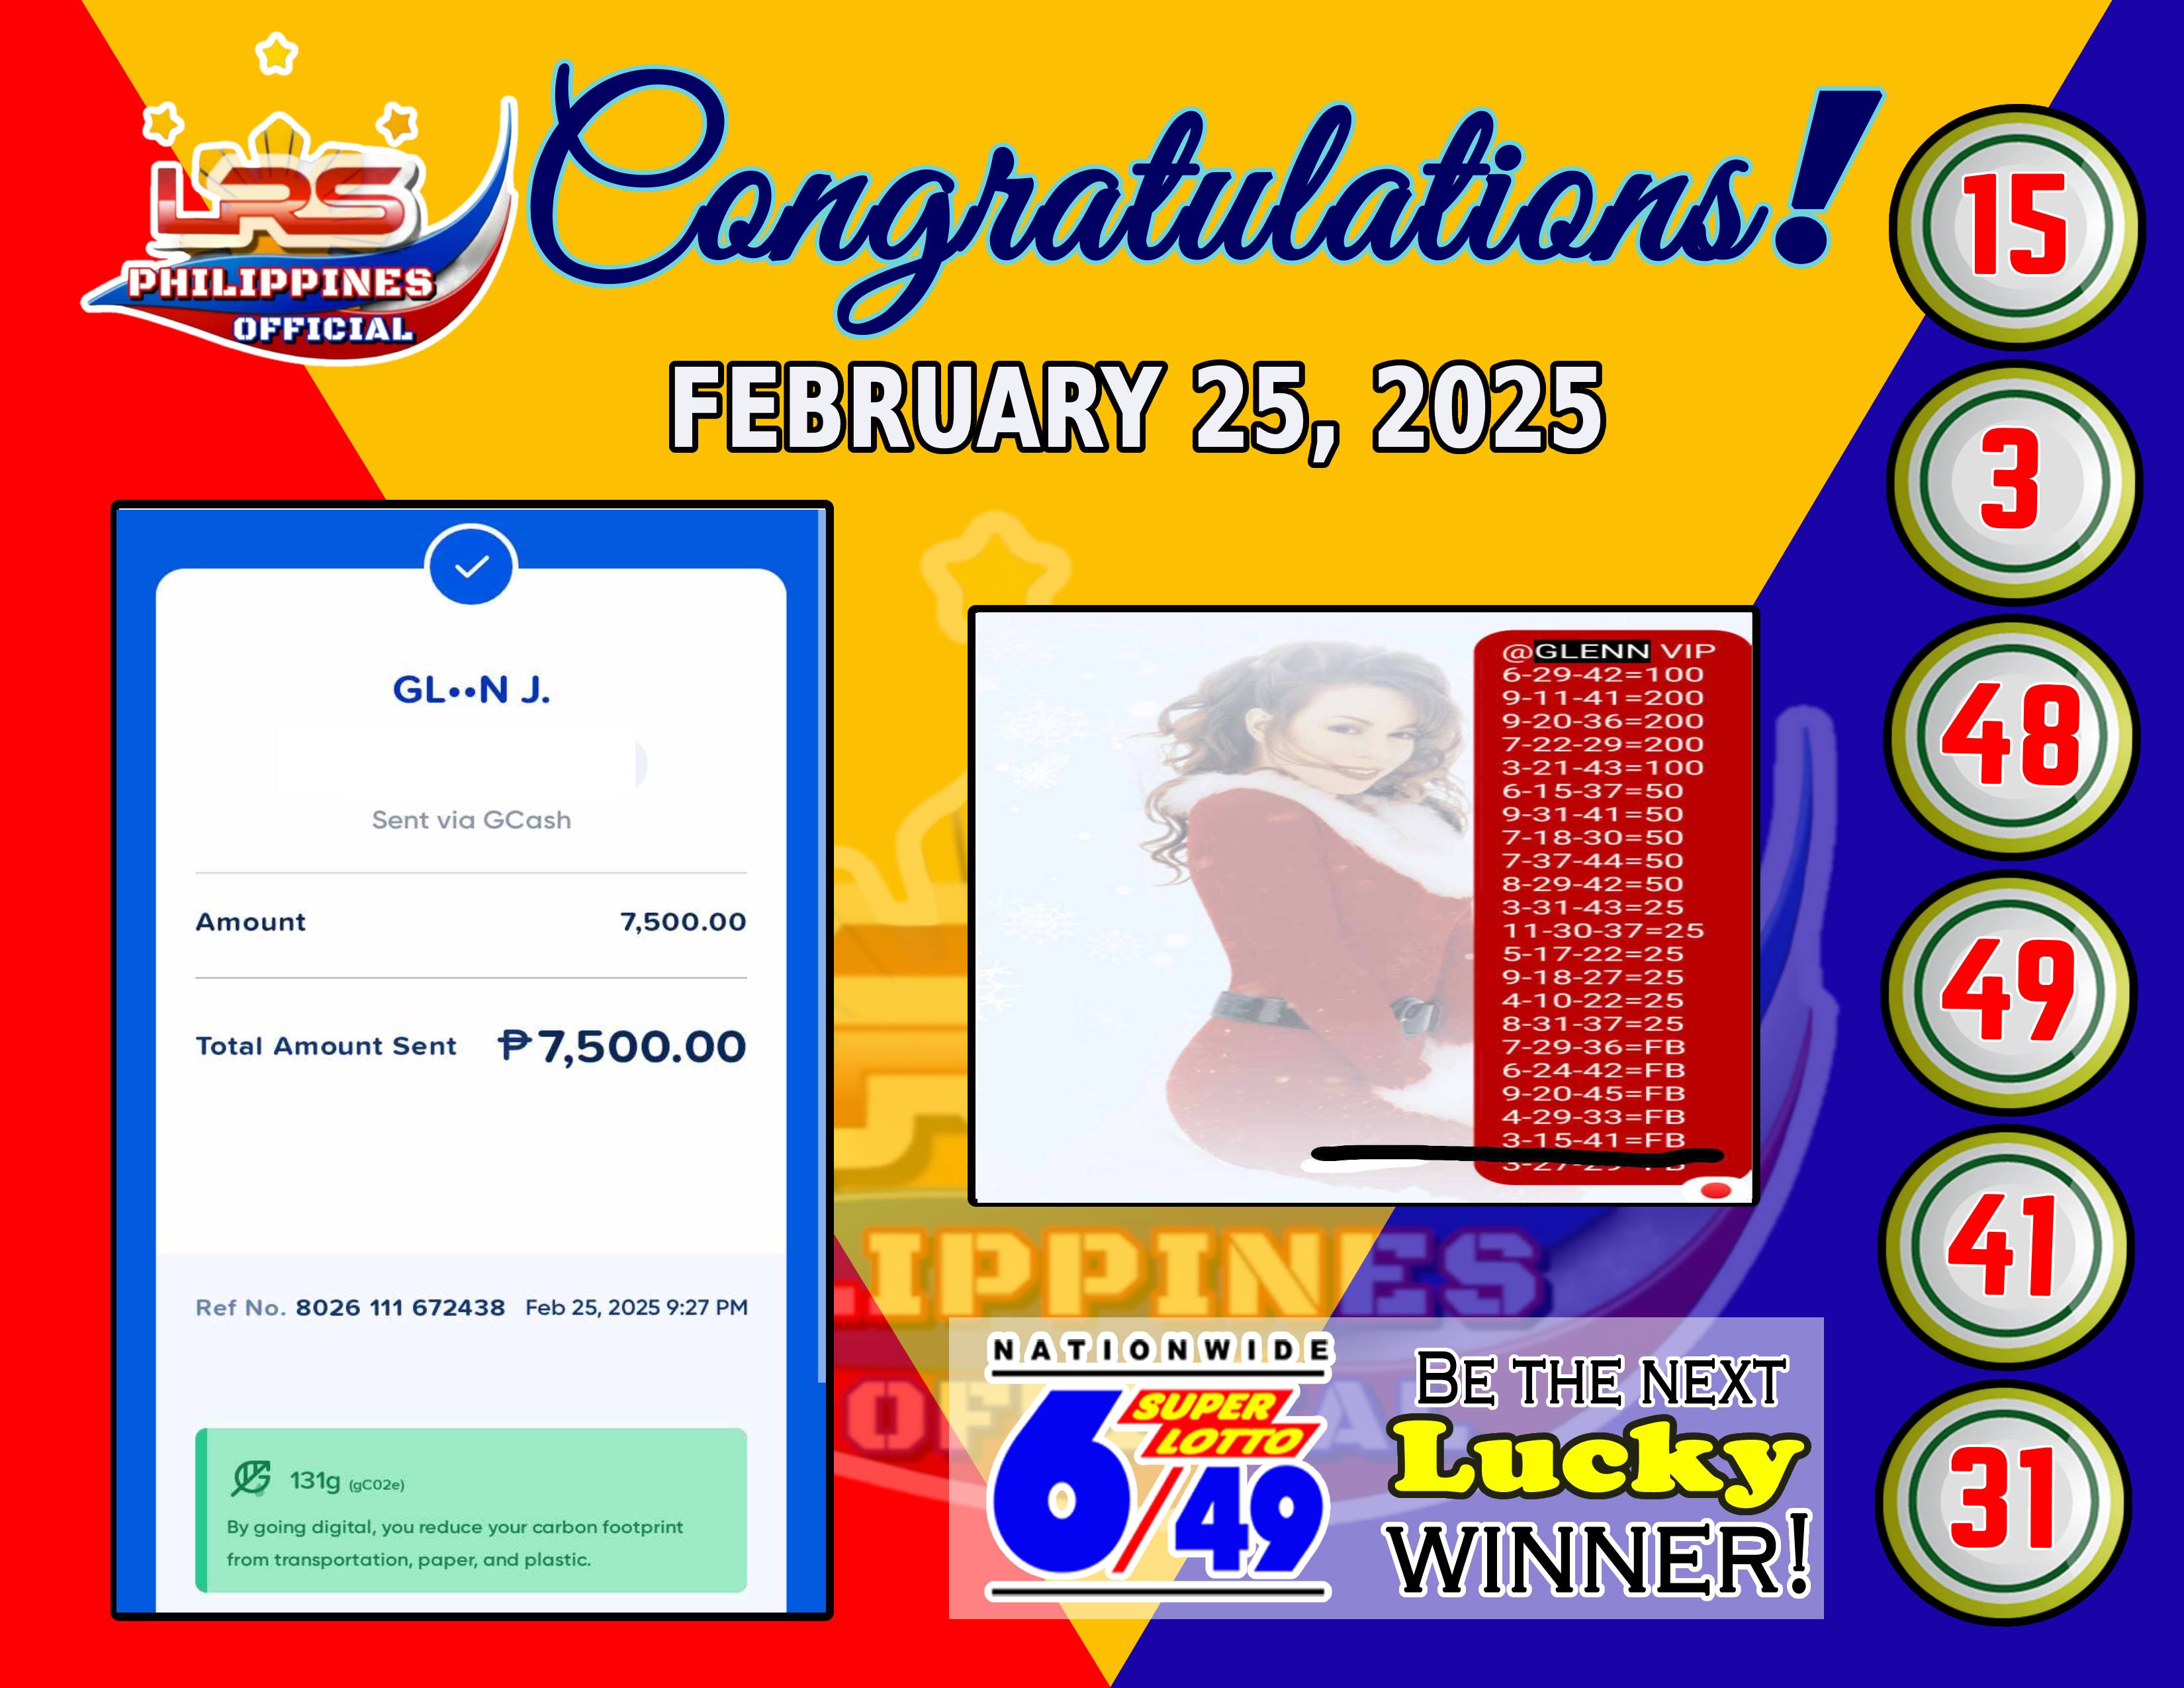 LRS
PHILIPPINES
OFFICIAL
Congratulations!
FEBRUARY 25, 2025
GL••N J.
Sent via GCash
Amount 7,500.00
Total Amount Sent ₱7,500.00
Ref No. 8026 111 672438 Feb 25, 2025 9:27 PM
131g (gC02e)
By going digital, you reduce your carbon footprint
from transportation, paper, and plastic.
@GLENN VIP
6-29-42=100
9-11-41=200
9-20-36=200
7-22-29=200
3-21-43=100
6-15-37=50
9-31-41=50
7-18-30=50
7-37-44=50
8-29-42=50
3-31-43=25
11-30-37=25
5-17-22=25
9-18-27=25
4-10-22=25
8-31-37=25
7-29-36=FB
6-24-42=FB
9-20-45=FB
4-29-33=FB
3-15-41=FB
LIPPINES
NATIONWIDE
SUPER
LOTTO
6/49
BE THE NEXT
Lucky
WINNER!
15
3
48
49
41
31